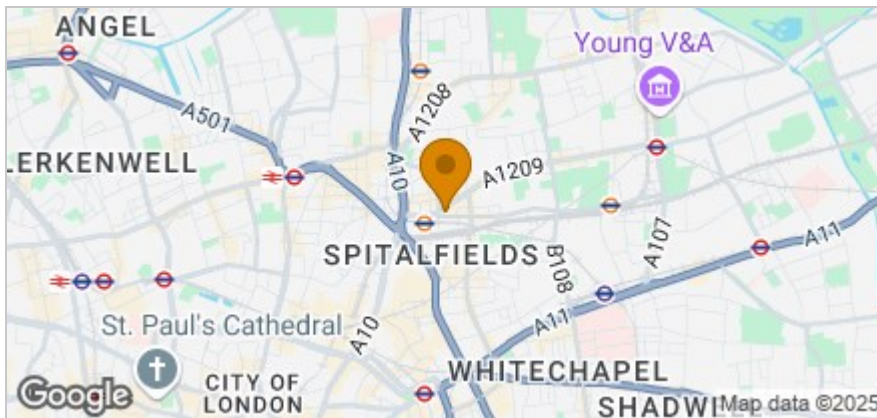 ANGEL
Young V&A
A1208
A501
LERKENWELL
A10
A1209
SPITALFIELDS
B108
A107
A11
St. Paul's Cathedral
A10
A11
WHITECHAPEL
CITY OF
LONDON
SHADW
Google
Map data ©2025